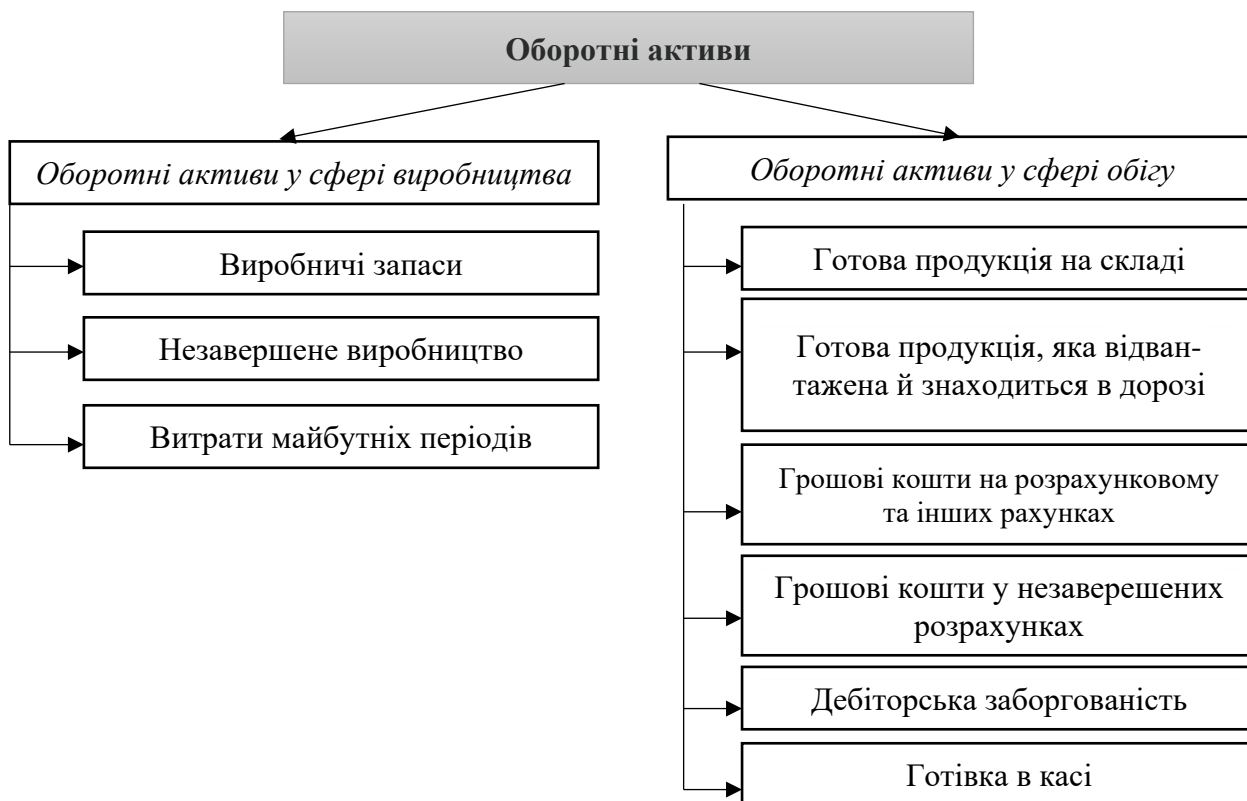 Оборотні активи
Оборотні активи у сфері виробництва
Виробничі запаси
Незавершене виробництво
Витрати майбутніх періодів
Оборотні активи у сфері обігу
Готова продукція на складі
Готова продукція, яка відван-
тажена й знаходиться в дорозі
Грошові кошти на розрахунковому
та інших рахунках
Грошові кошти у незаверешених
розрахунках
Дебіторська заборгованість
Готівка в касі